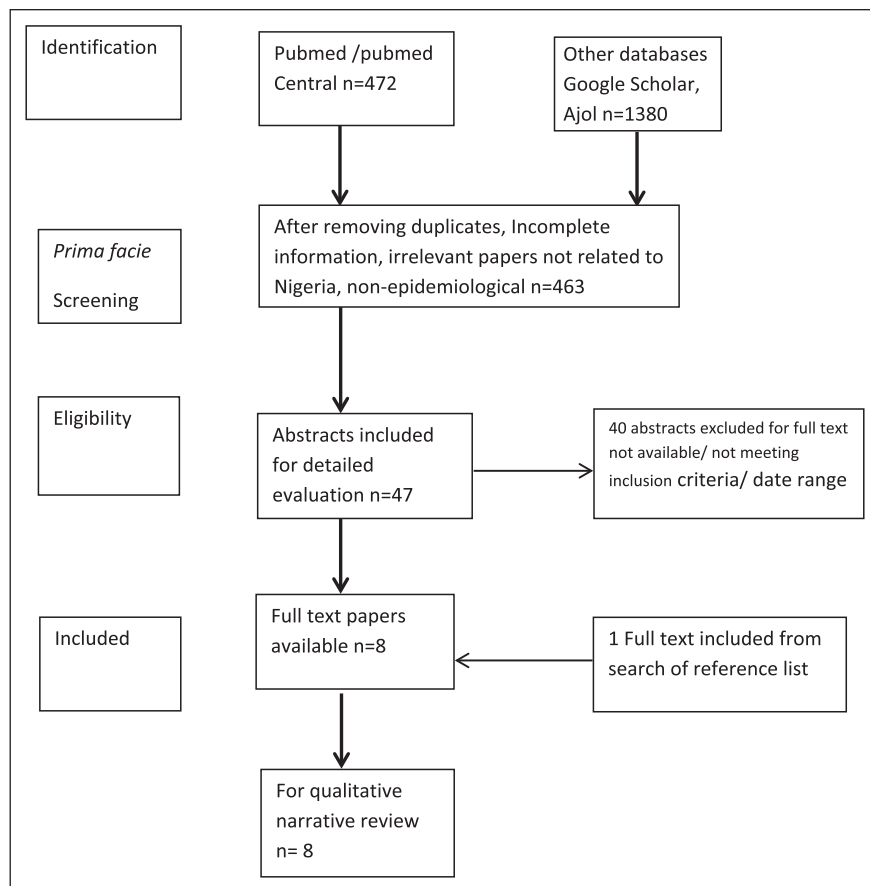 Identification
Pubmed /pubmed
Central n=472
Other databases
Google Scholar,
Ajol n=1380
Prima facie
Screening
After removing duplicates, Incomplete
information, irrelevant papers not related to
Nigeria, non-epidemiological n=463
Eligibility
Abstracts included
for detailed
evaluation n=47
40 abstracts excluded for full text
not available/ not meeting
inclusion criteria/ date range
Included
Full text papers
available n=8
1 Full text included from
search of reference list
For qualitative
narrative review
n= 8